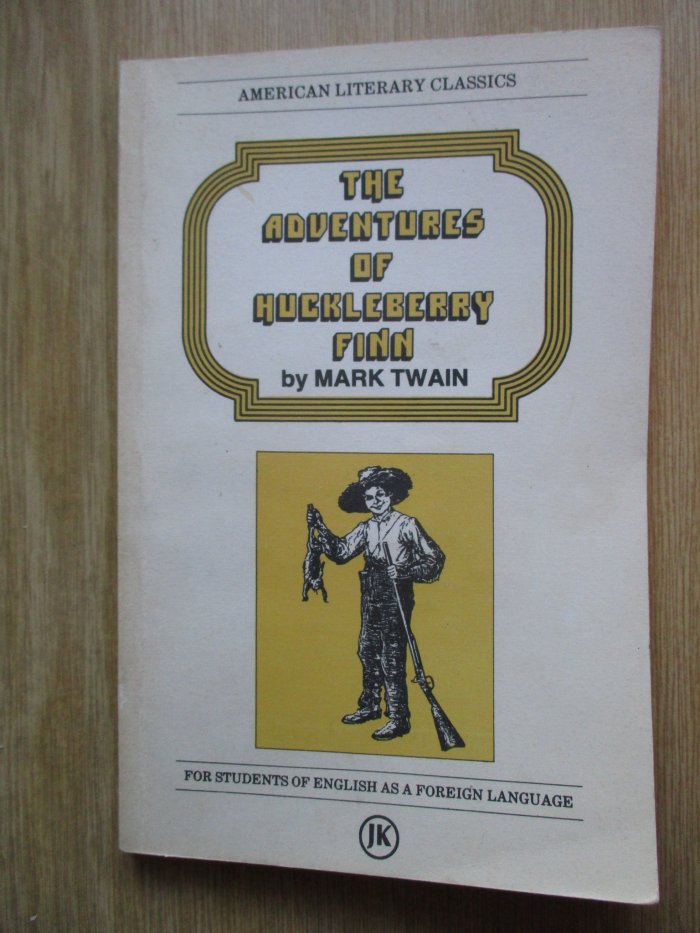 AMERICAN LITERARY CLASSICS
THE
ADVENTURES
OF
HUCKLEBERRY
FINN
by MARK TWAIN
FOR STUDENTS OF ENGLISH AS A FOREIGN LANGUAGE
JK